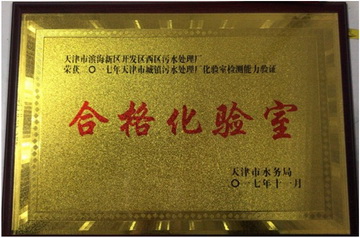 天津市滨海新区开发区西区污水处理厂
荣获二〇一七年天津市城镇污水处理厂化验室检测能力验证
合格化验室
天津市水务局
二〇一七年十一月